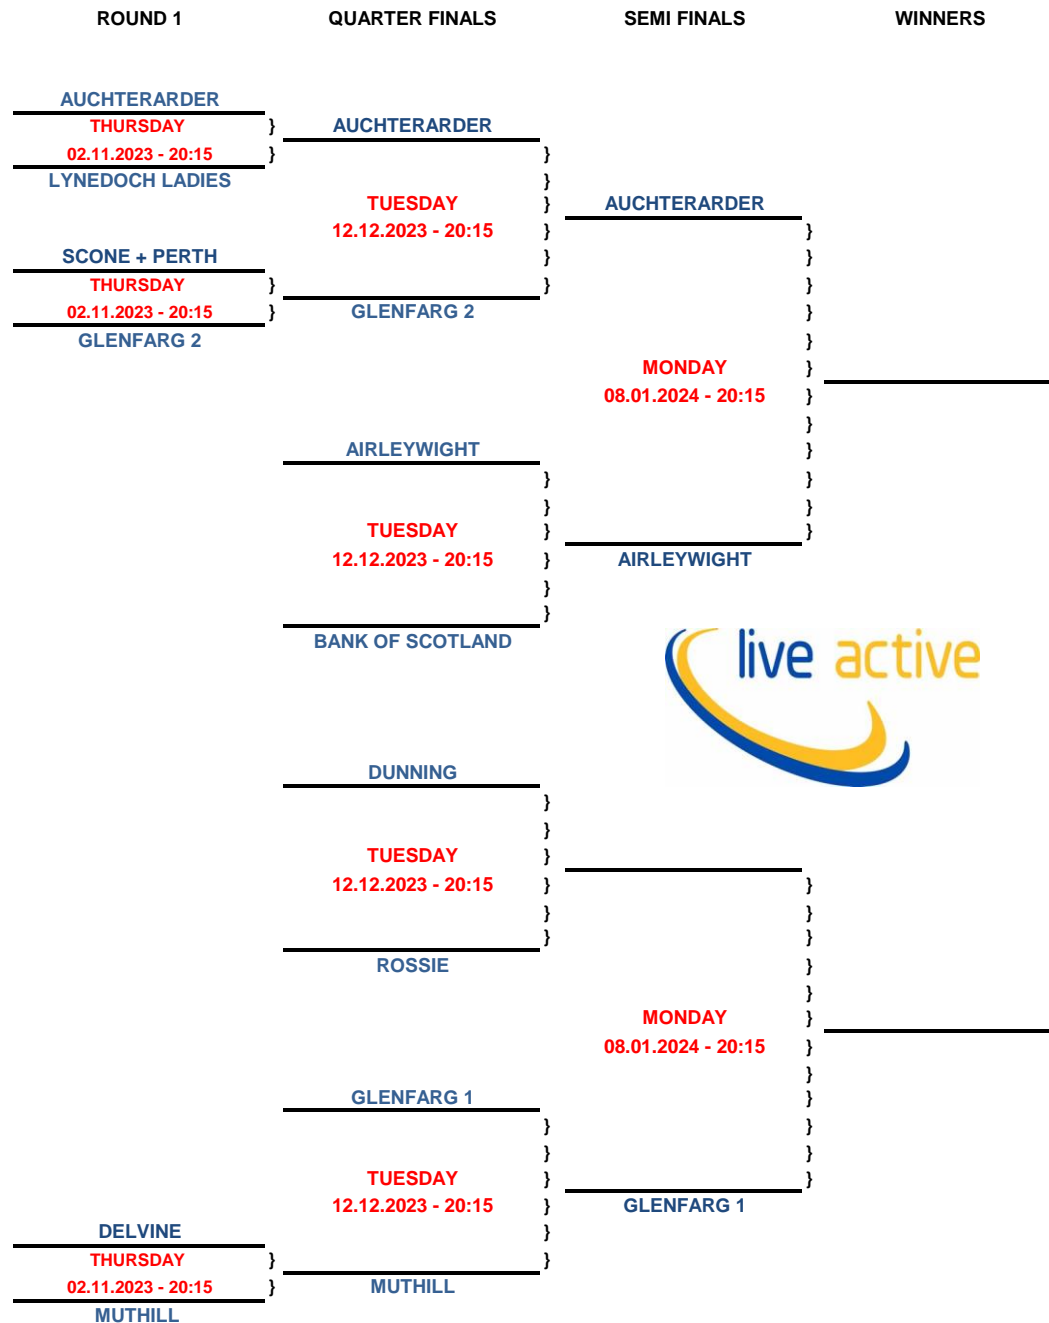 ROUND 1 QUARTER FINALS SEMI FINALS WINNERS
AUCHTERARDER
THURSDAY } AUCHTERARDER
02.11.2023 - 20:15 } }
LYNEDOCH LADIES }
TUESDAY } AUCHTERARDER
12.12.2023 - 20:15 } }
SCONE + PERTH } }
THURSDAY } } }
02.11.2023 - 20:15 } GLENFARG 2 }
GLENFARG 2 }
MONDAY }
08.01.2024 - 20:15 }
}
AIRLEYWIGHT }
} }
} }
TUESDAY } }
12.12.2023 - 20:15 } AIRLEYWIGHT
}
}
BANK OF SCOTLAND
live active
DUNNING
}
}
TUESDAY }
12.12.2023 - 20:15 } }
} }
} }
ROSSIE }
}
MONDAY }
08.01.2024 - 20:15 }
}
GLENFARG 1 }
} }
} }
TUESDAY } }
12.12.2023 - 20:15 } GLENFARG 1
DELVINE }
THURSDAY } }
02.11.2023 - 20:15 } MUTHILL
MUTHILL